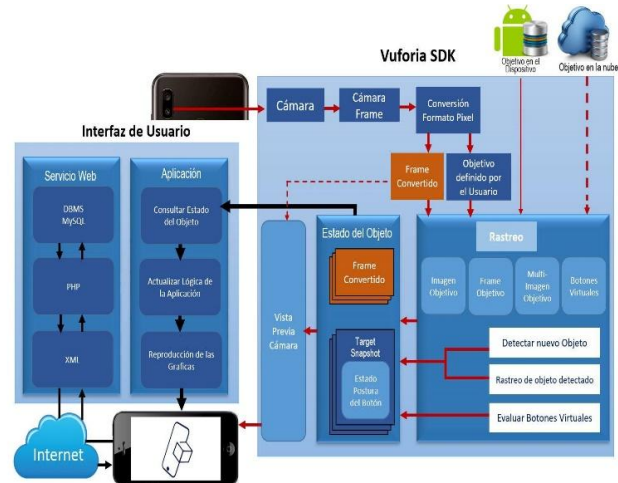 Vuforia SDK
Objetivo en el
Dispositivo
Objetivo en la nube
Cámara
Cámara
Frame
Conversión
Formato Pixel
Interfaz de Usuario
Servicio Web
Aplicación
Frame
Convertido
Objetivo
definido por
el Usuario
DBMS
MySQL
Consultar Estado
del Objeto
Estado del Objeto
Rastreo
Frame
Convertido
Imagen
Objetivo
Frame
Objetivo
Multi-
Imagen
Objetivo
Botones
Virtuales
PHP
Actualizar Lógica de
la Aplicación
Vista
Previa
Cámara
Target
Snapshot
Detectar nuevo Objeto
XML
Reproducción de las
Graficas
Estado
Postura
del Botón
Rastreo de objeto detectado
Evaluar Botones Virtuales
Internet